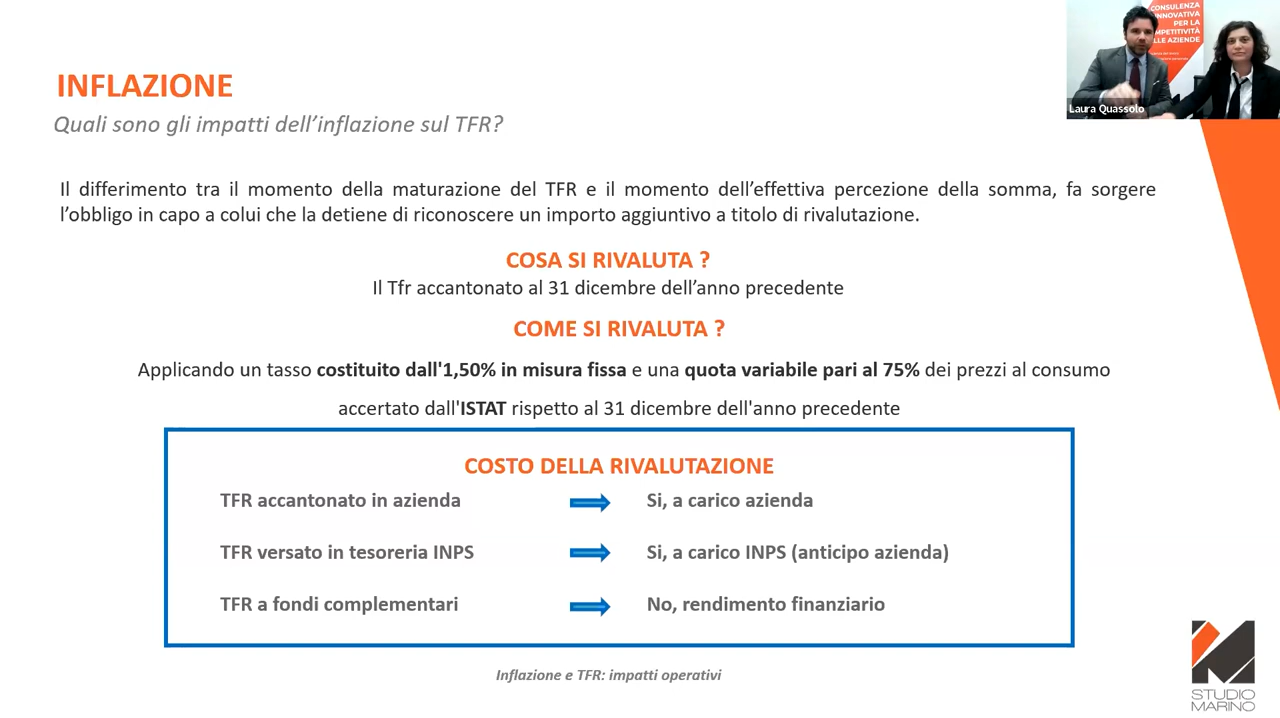 INFLAZIONE
Quali sono gli impatti dell'inflazione sul TFR?
Il differimento tra il momento della maturazione del TFR e il momento dell'effettiva percezione della somma, fa sorgere
l'obbligo in capo a colui che la detiene di riconoscere un importo aggiuntivo a titolo di rivalutazione.
COSA SI RIVALUTA ?
Il Tfr accantonato al 31 dicembre dell'anno precedente
COME SI RIVALUTA ?
Applicando un tasso costituito dall'1,50% in misura fissa e una quota variabile pari al 75% dei prezzi al consumo
accertato dall'ISTAT rispetto al 31 dicembre dell'anno precedente
COSTO DELLA RIVALUTAZIONE
TFR accantonato in azienda Si, a carico azienda
TFR versato in tesoreria INPS Si, a carico INPS (anticipo azienda)
TFR a fondi complementari No, rendimento finanziario
Inflazione e TFR: impatti operativi
CONSULENZA
INNOVATIVA
PER LA
COMPETITIVITÀ
DELLE AZIENDE
Laura Quassolo
STUDIO
MARINO